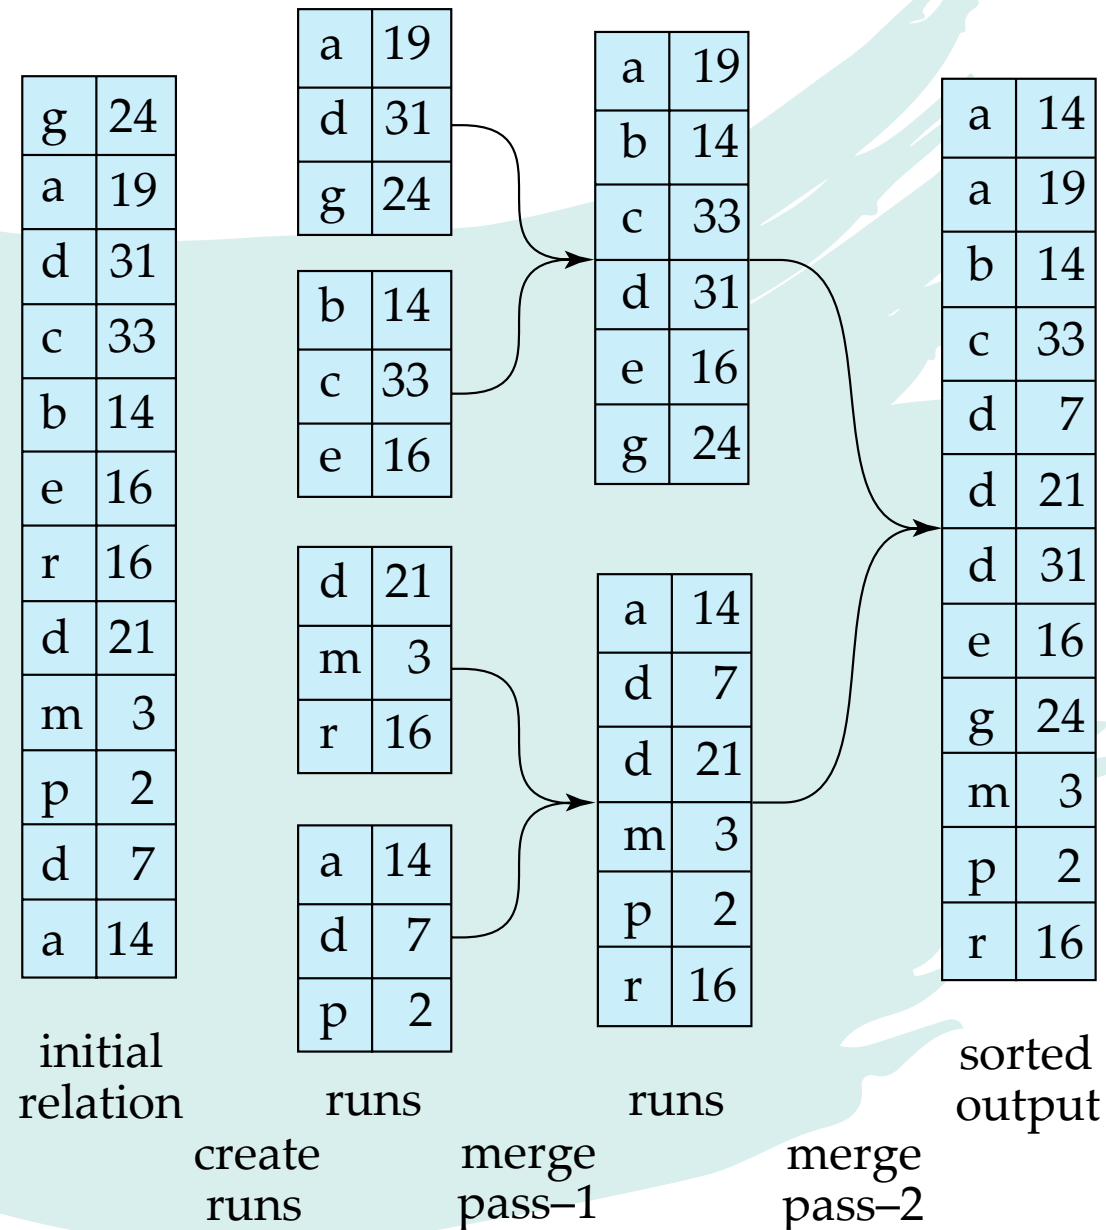 g 24
a 19
d 31
c 33
b 14
e 16
r 16
d 21
m 3
p 2
d 7
a 14
initial
relation
a 19
d 31
g 24
b 14
c 33
e 16
d 21
m 3
r 16
a 14
d 7
p 2
runs
a 19
b 14
c 33
d 31
e 16
g 24
a 14
d 7
d 21
m 3
p 2
r 16
runs
a 14
a 19
b 14
c 33
d 7
d 21
d 31
e 16
g 24
m 3
p 2
r 16
sorted
output
create
runs
merge
pass–1
merge
pass–2